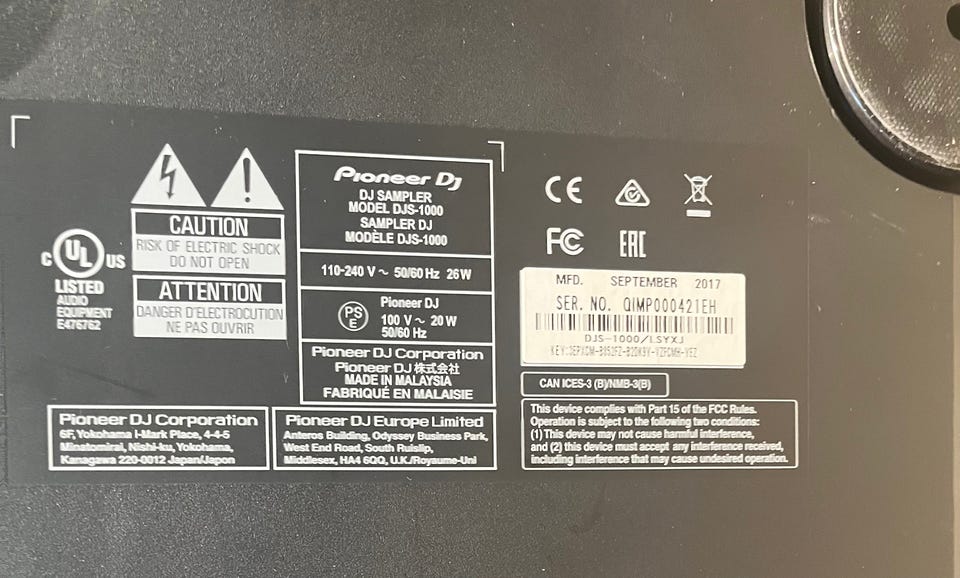 C UL US
LISTED
AUDIO
EQUIPMENT
E476762
CAUTION
RISK OF ELECTRIC SHOCK
DO NOT OPEN
ATTENTION
DANGER D'ELECTROCUTION
NE PAS OUVRIR
Pioneer Dj
DJ SAMPLER
MODEL DJS-1000
SAMPLER DJ
MODÈLE DJS-1000
110-240 V ~ 50/60 Hz 26 W
PS
E
Pioneer DJ
100 V ~ 20 W
50/60 Hz
Pioneer DJ Corporation
Pioneer DJ 株式会社
MADE IN MALAYSIA
FABRIQUÉ EN MALAISIE
Pioneer DJ Corporation
6F, Yokohama i-Mark Place, 4-4-5
Minatomirai, Nishi-ku, Yokohama,
Kanagawa 220-0012 Japan/Japon
Pioneer DJ Europe Limited
Anteros Building, Odyssey Business Park,
West End Road, South Ruislip,
Middlesex, HA4 6QQ, U.K./Royaume-Uni
CE
FC
EAC
MFD. SEPTEMBER 2017
SER. NO. QIMP000421EH
DJS-1000/LSYXJ
CAN ICES-3 (B)/NMB-3(B)
This device complies with Part 15 of the FCC Rules.
Operation is subject to the following two conditions:
(1) This device may not cause harmful interference,
and (2) this device must accept any interference received,
including interference that may cause undesired operation.